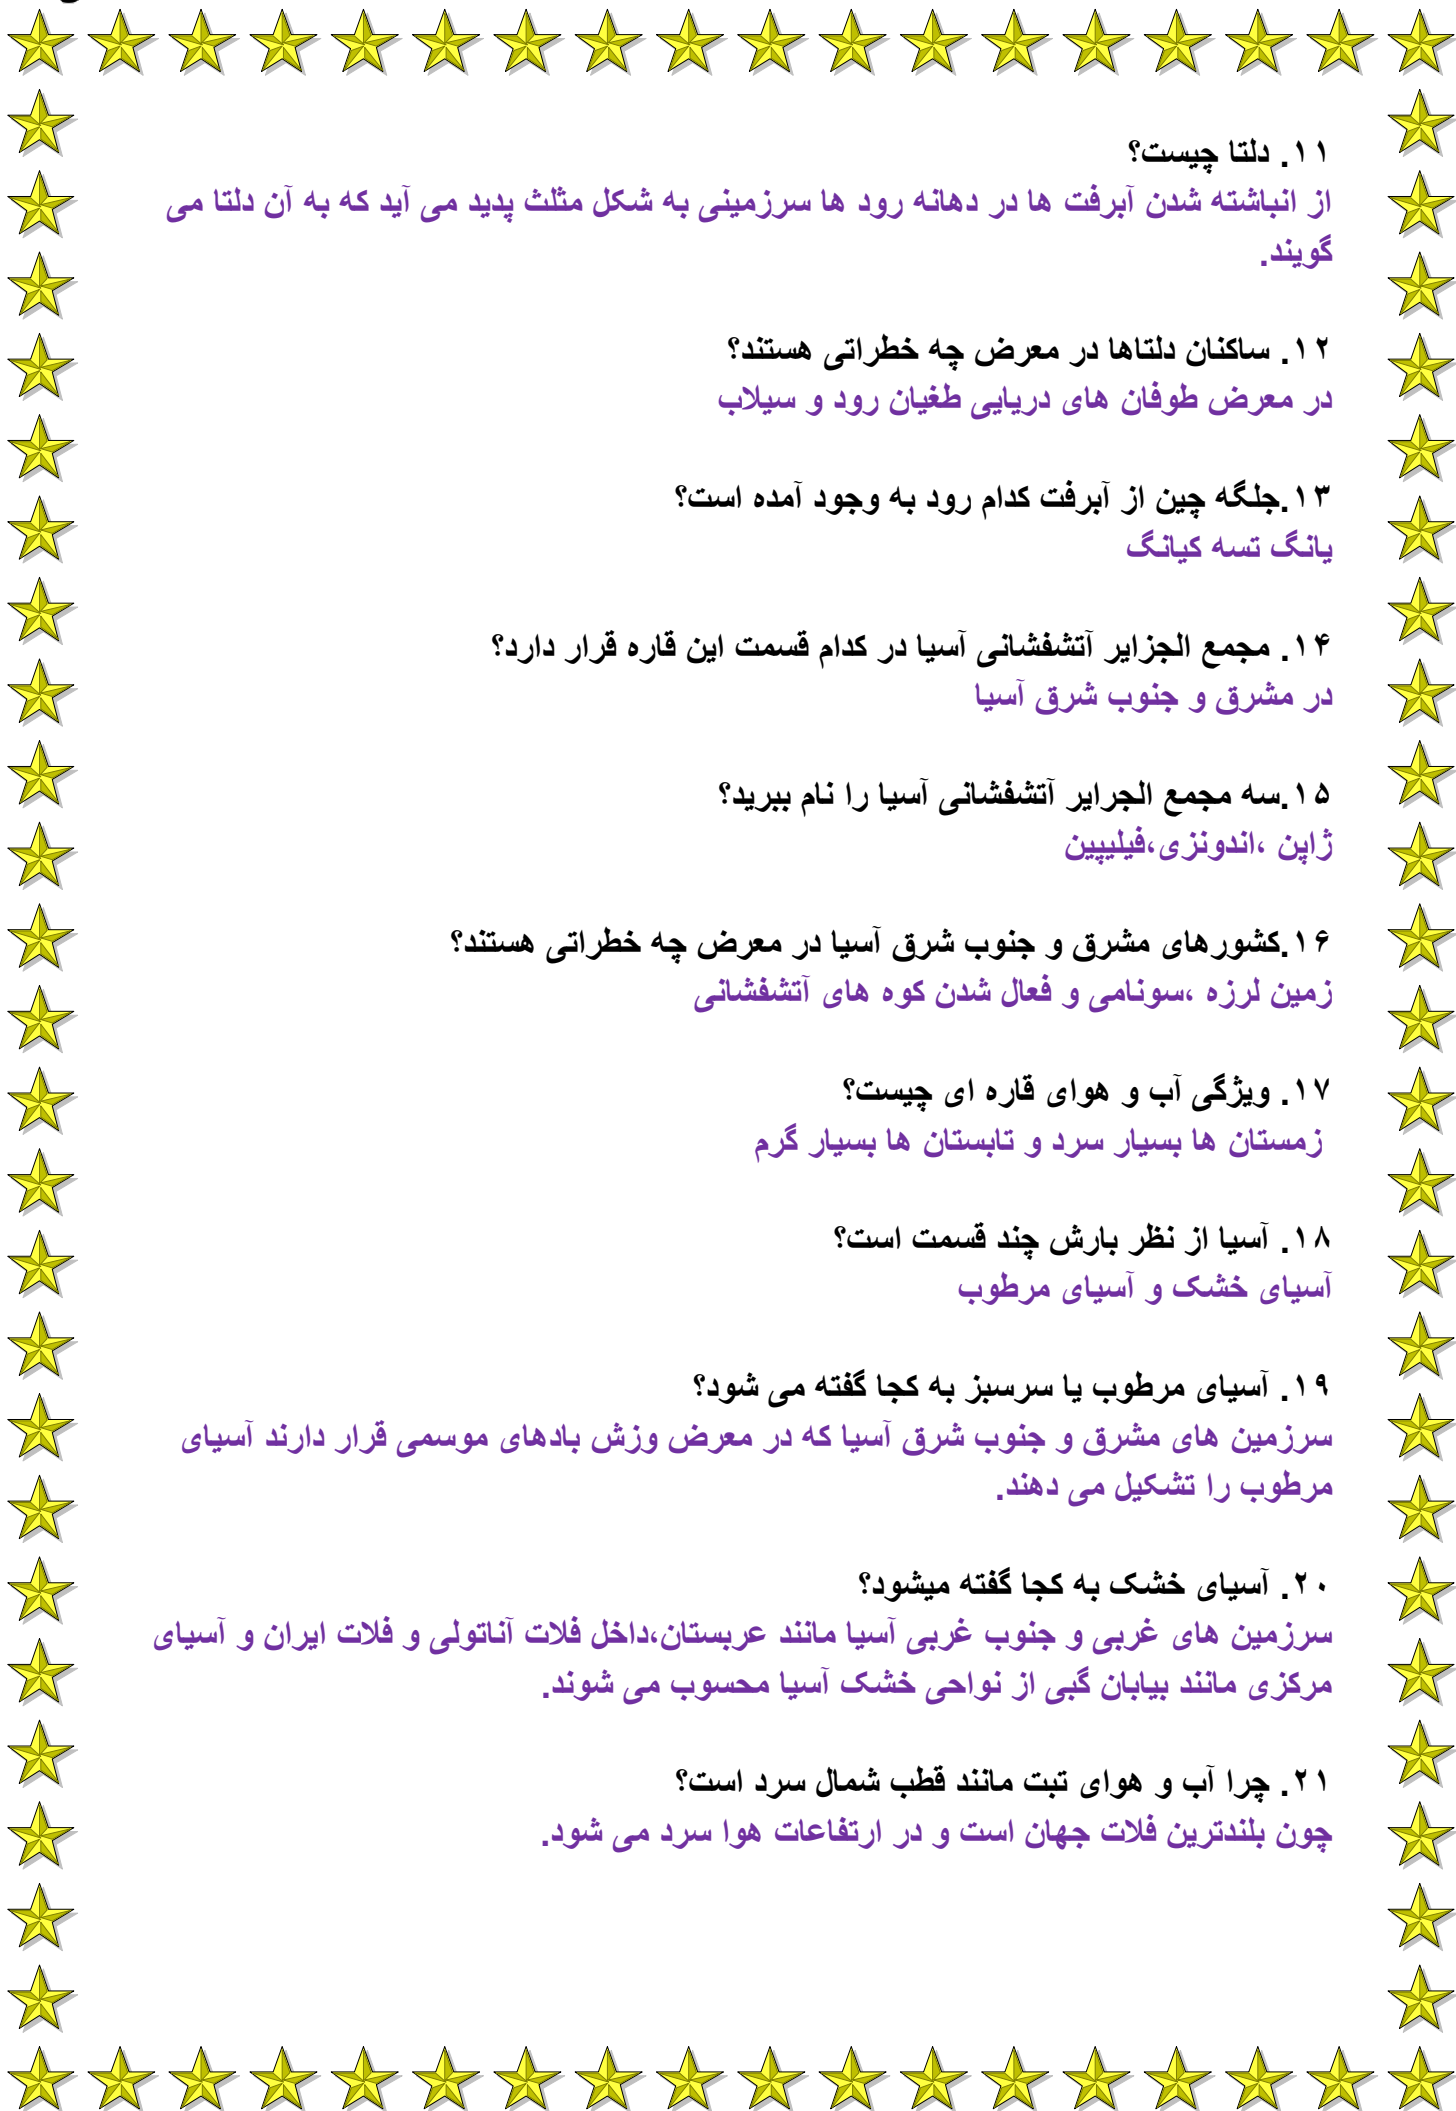 ۱۱. دلتا چیست؟
از انباشته شدن آبرفت ها در دهانه رود ها سرزمینی به شکل مثلث پدید می آید که به آن دلتا می
گویند.
۱۲. ساکنان دلتاها در معرض چه خطراتی هستند؟
در معرض طوفان های دریایی طغیان رود و سیلاب
۱۳.جلگه چین از آبرفت کدام رود به وجود آمده است؟
یانگ تسه کیانگ
۱۴. مجمع الجزایر آتشفشانی آسیا در کدام قسمت این قاره قرار دارد؟
در مشرق و جنوب شرق آسیا
۱۵.سه مجمع الجرایر آتشفشانی آسیا را نام ببرید؟
ژاپن ،اندونزی،فیلیپین
۱۶.کشورهای مشرق و جنوب شرق آسیا در معرض چه خطراتی هستند؟
زمین لرزه ،سونامی و فعال شدن کوه های آتشفشانی
۱۷. ویژگی آب و هوای قاره ای چیست؟
زمستان ها بسیار سرد و تابستان ها بسیار گرم
۱۸. آسیا از نظر بارش چند قسمت است؟
آسیای خشک و آسیای مرطوب
۱۹. آسیای مرطوب یا سرسبز به کجا گفته می شود؟
سرزمین های مشرق و جنوب شرق آسیا که در معرض وزش بادهای موسمی قرار دارند آسیای
مرطوب را تشکیل می دهند.
۲۰. آسیای خشک به کجا گفته میشود؟
سرزمین های غربی و جنوب غربی آسیا مانند عربستان،داخل فلات آناتولی و فلات ایران و آسیای
مرکزی مانند بیابان گبی از نواحی خشک آسیا محسوب می شوند.
۲۱. چرا آب و هوای تبت مانند قطب شمال سرد است؟
چون بلندترین فلات جهان است و در ارتفاعات هوا سرد می شود.